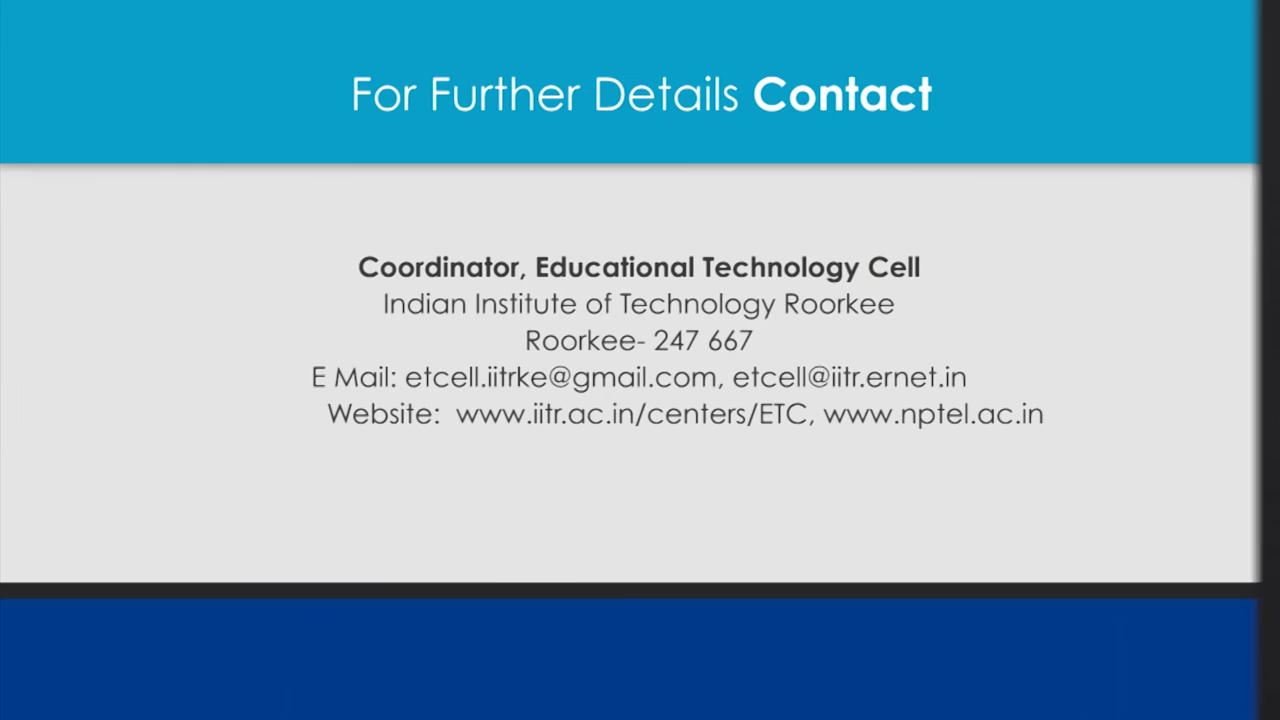 For Further Details Contact
Coordinator, Educational Technology Cell
Indian Institute of Technology Roorkee
Roorkee- 247 667
E Mail: etcell.iitrke@gmail.com, etcell@iitr.ernet.in
Website: www.iitr.ac.in/centers/ETC, www.nptel.ac.in